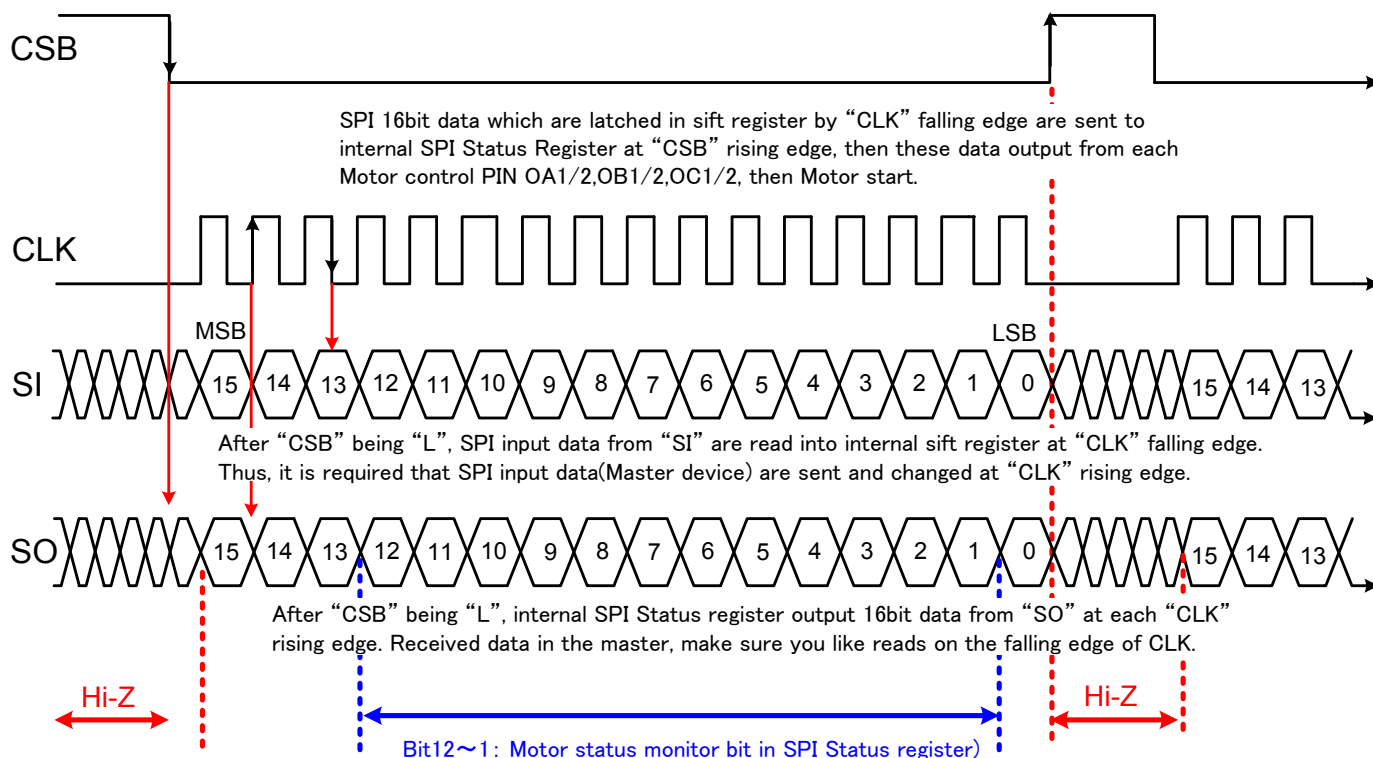 CSB
SPI 16bit data which are latched in sift register by “CLK” falling edge are sent to
internal SPI Status Register at “CSB” rising edge, then these data output from each
Motor control PIN OA1/2,OB1/2,OC1/2, then Motor start.
CLK
MSB
LSB
SI
15 14 13 12 11 10 9 8 7 6 5 4 3 2 1 0 15 14 13
After “CSB” being “L”, SPI input data from “SI” are read into internal sift register at “CLK” falling edge.
Thus, it is required that SPI input data(Master device) are sent and changed at “CLK” rising edge.
SO
15 14 13 12 11 10 9 8 7 6 5 4 3 2 1 0 15 14 13
After “CSB” being “L”, internal SPI Status register output 16bit data from “SO” at each “CLK”
rising edge. Received data in the master, make sure you like reads on the falling edge of CLK.
Hi-Z
Hi-Z
Bit12～1: Motor status monitor bit in SPI Status register)